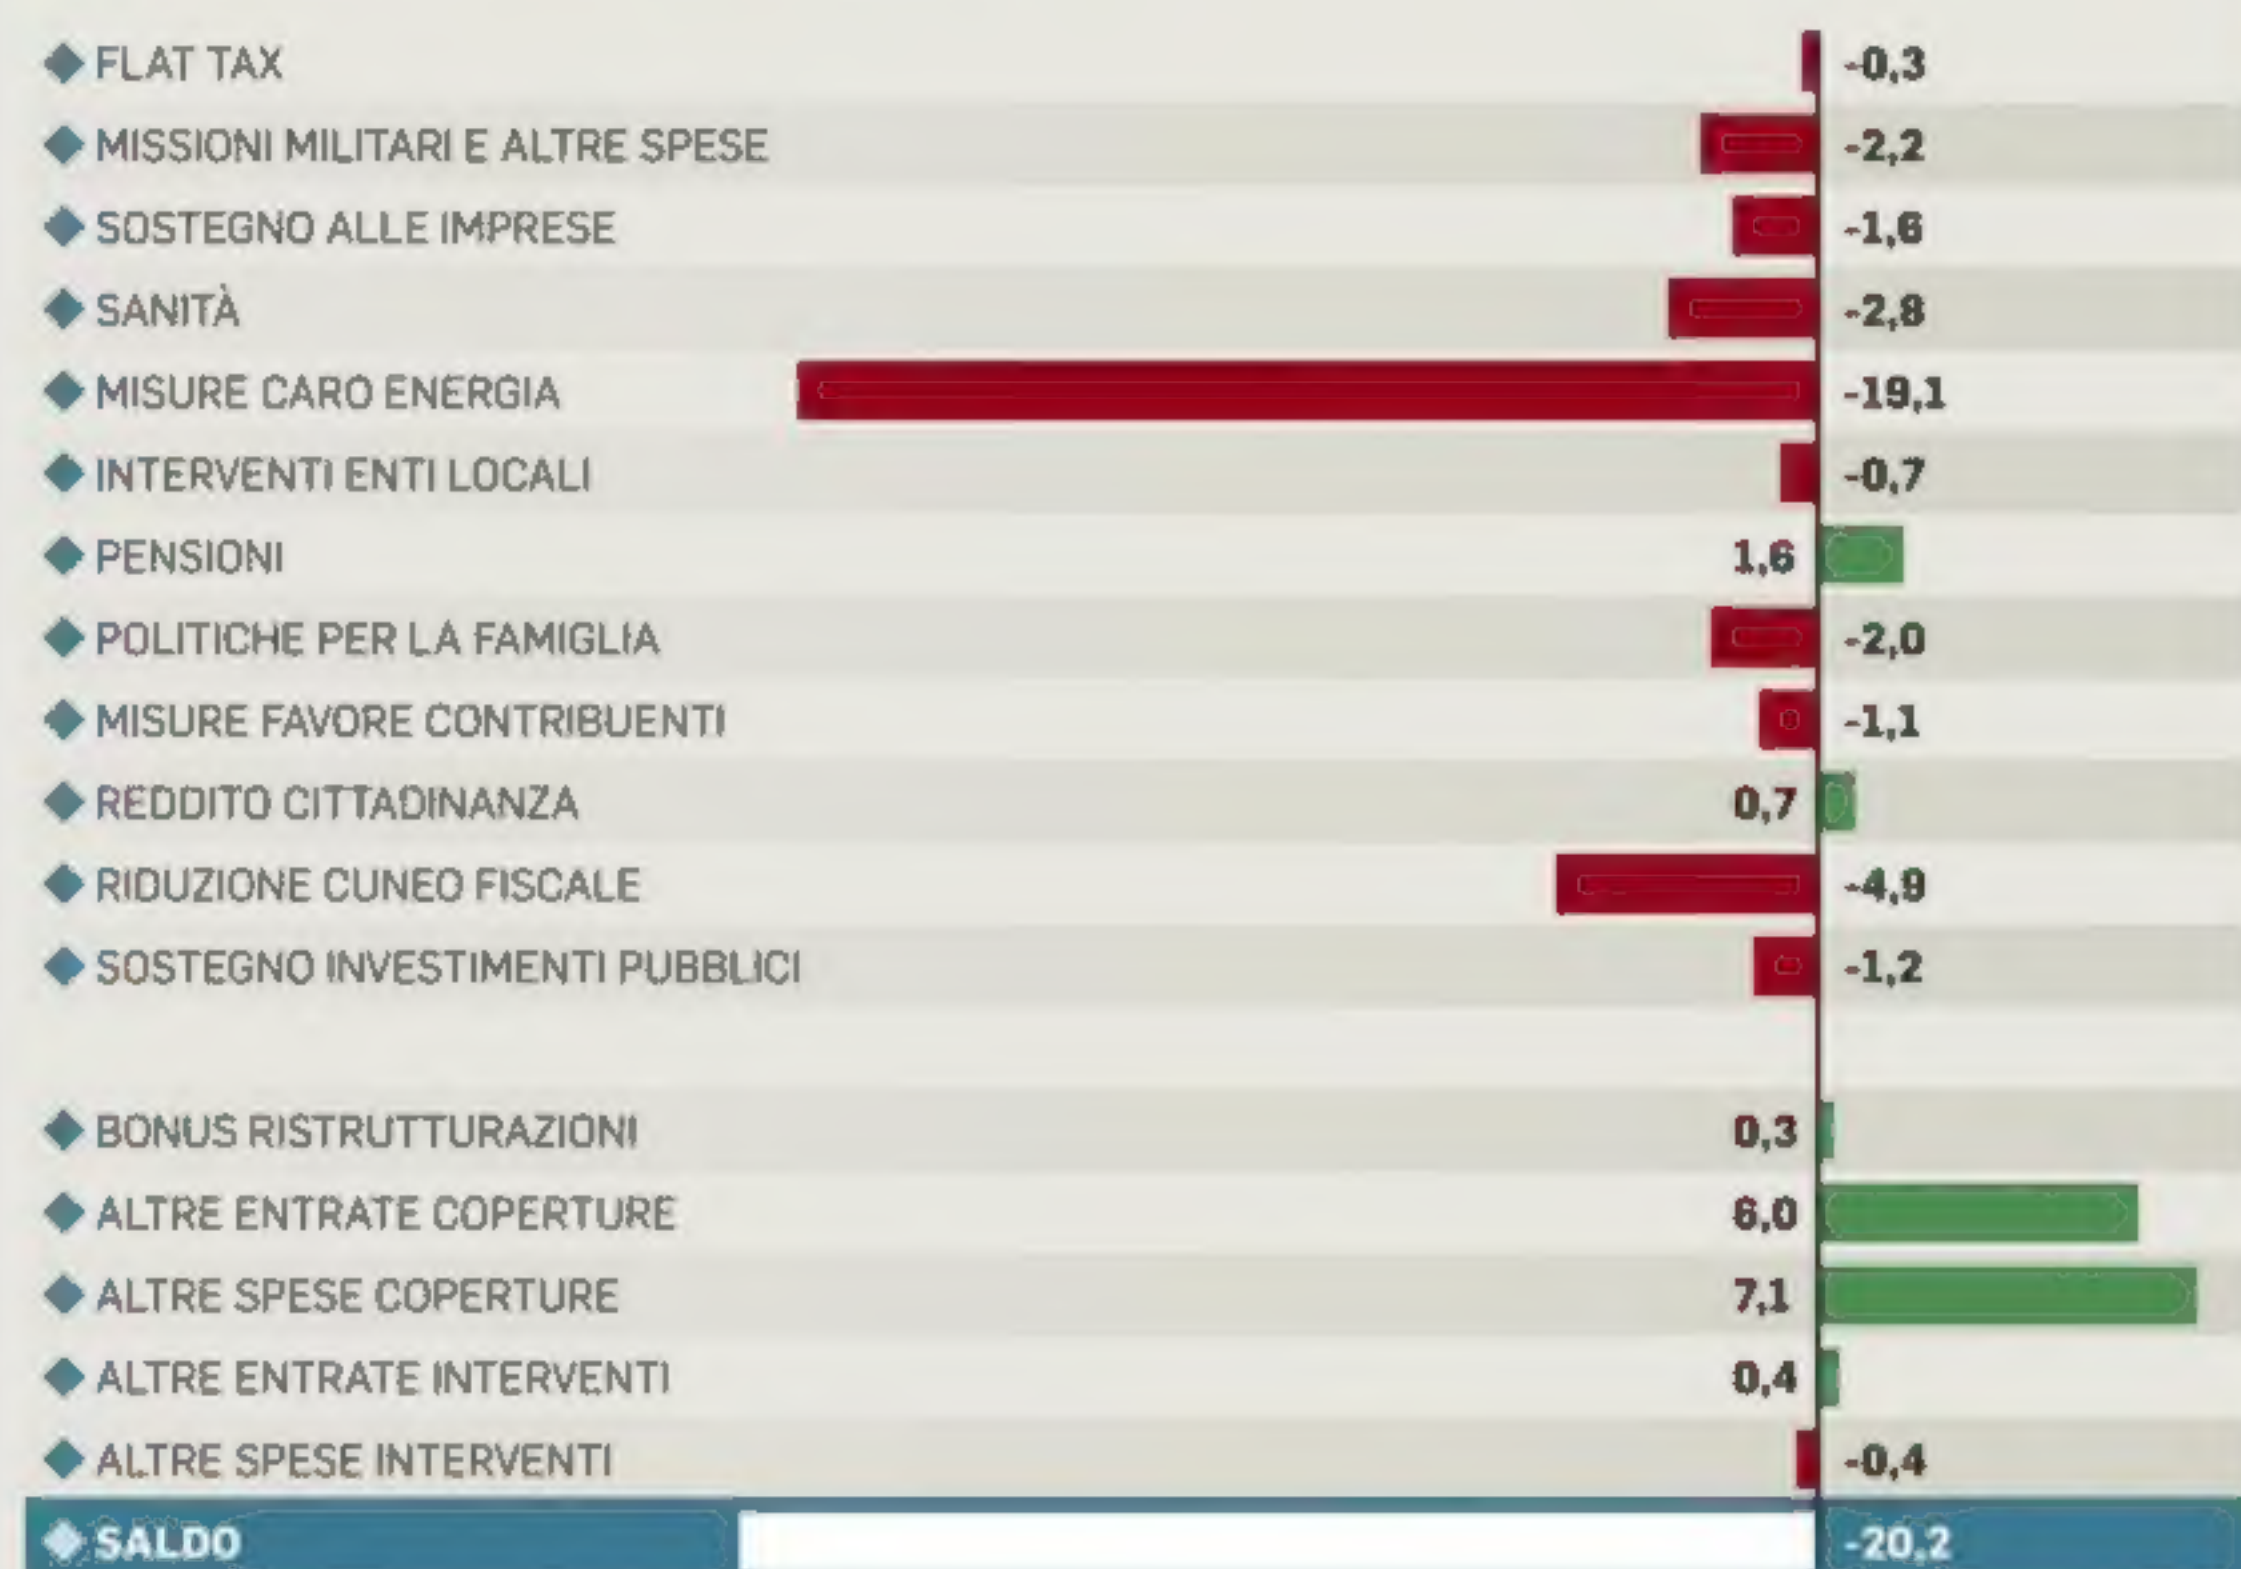 FLAT TAX -0,3
MISSIONI MILITARI E ALTRE SPESE -2,2
SOSTEGNO ALLE IMPRESE -1,6
SANITÀ -2,8
MISURE CARO ENERGIA -19,1
INTERVENTI ENTI LOCALI -0,7
PENSIONI 1,6
POLITICHE PER LA FAMIGLIA -2,0
MISURE FAVORE CONTRIBUENTI -1,1
REDDITO CITTADINANZA 0,7
RIDUZIONE CUNEO FISCALE -4,9
SOSTEGNO INVESTIMENTI PUBBLICI -1,2
BONUS RISTRUTTURAZIONI 0,3
ALTRE ENTRATE COPERTURE 6,0
ALTRE SPESE COPERTURE 7,1
ALTRE ENTRATE INTERVENTI 0,4
ALTRE SPESE INTERVENTI -0,4
SALDO -20,2